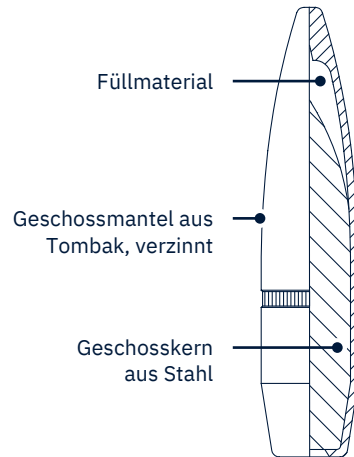 Füllmaterial
Geschossmantel aus
Tombak, verzinnt
Geschosskern
aus Stahl